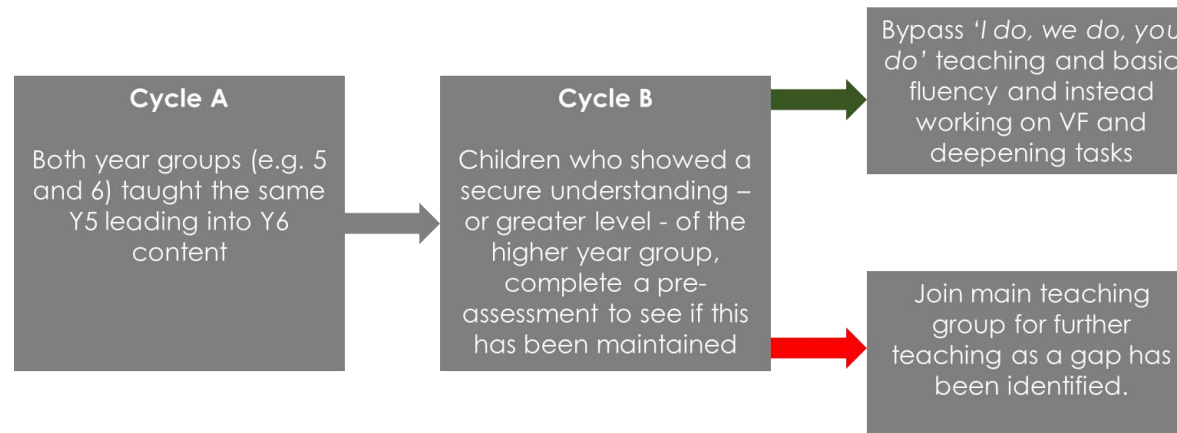 Cycle A
Both year groups (e.g. 5
and 6) taught the same
Y5 leading into Y6
content
Cycle B
Children who showed a
secure understanding –
or greater level - of the
higher year group,
complete a pre-
assessment to see if this
has been maintained
Bypass ‘I do, we do, you
do’ teaching and basic
fluency and instead
working on VF and
deepening tasks
Join main teaching
group for further
teaching as a gap has
been identified.